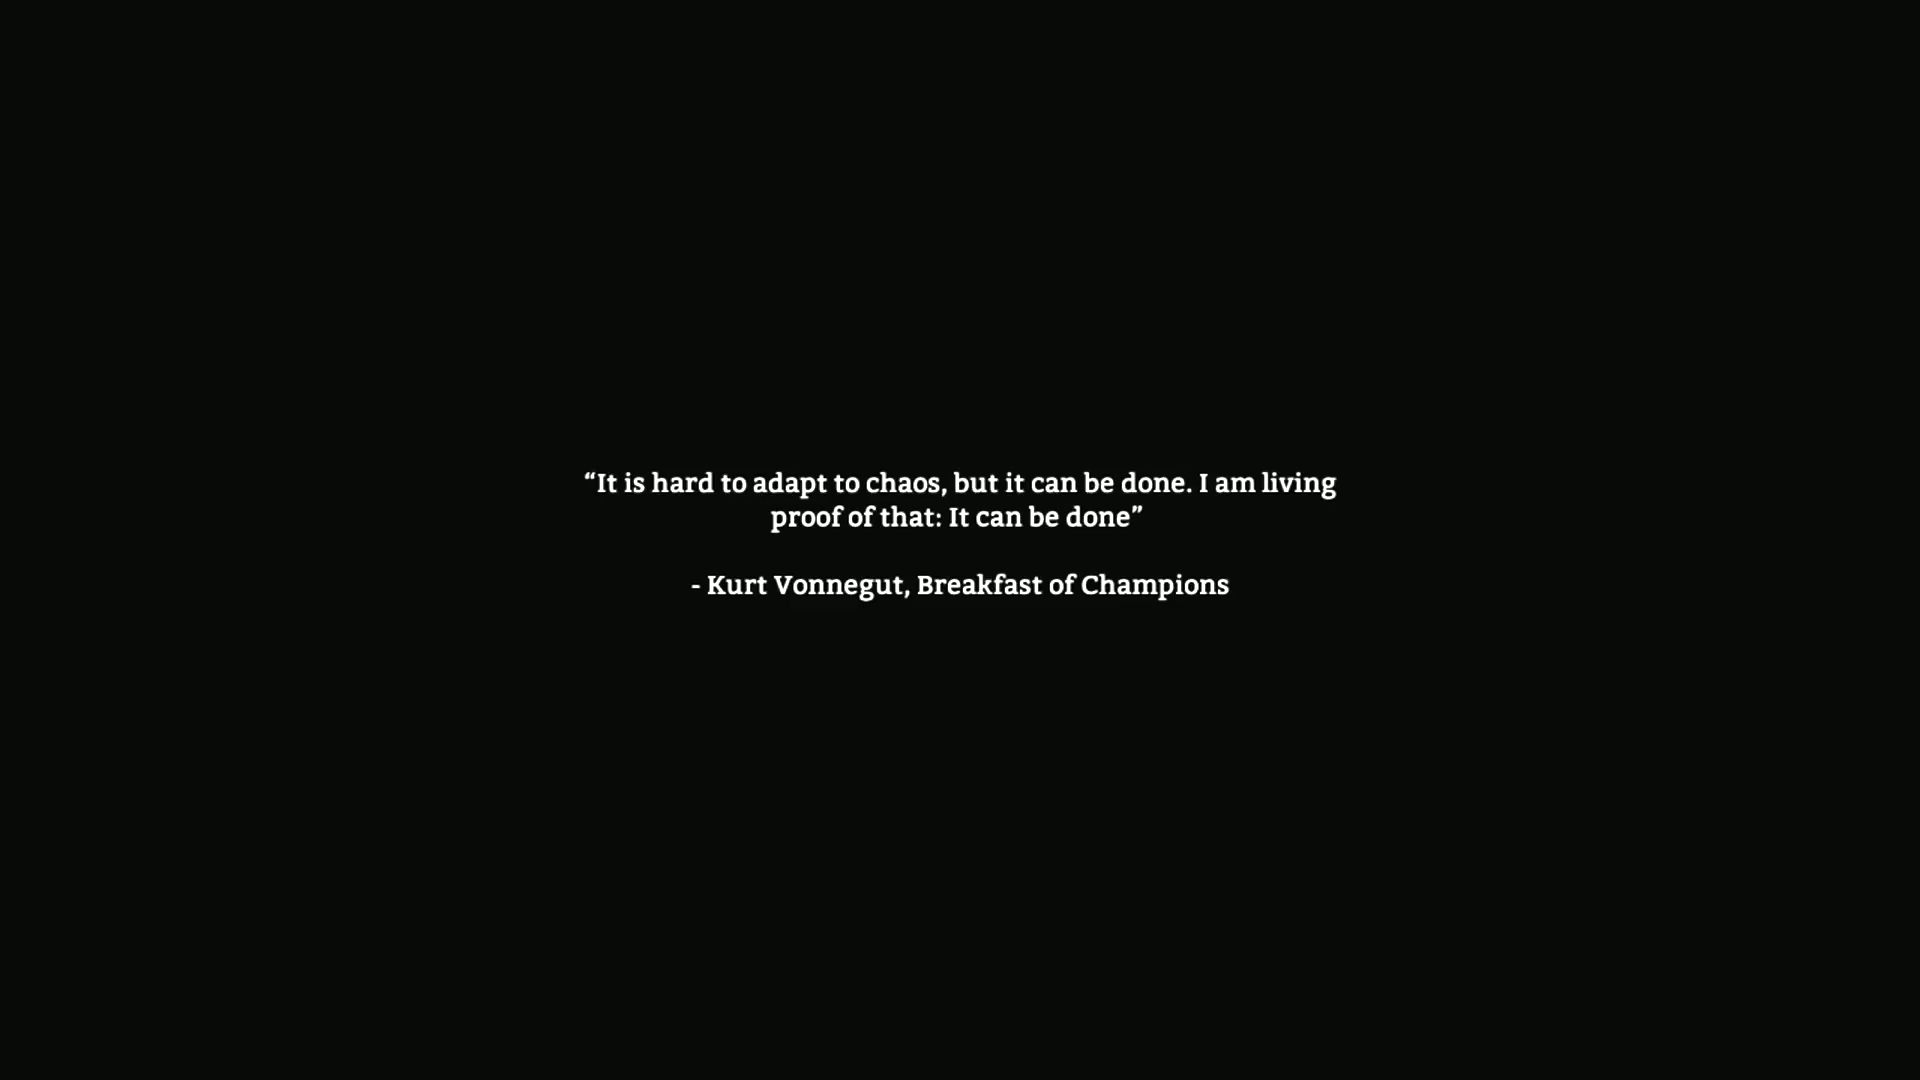 “It is hard to adapt to chaos, but it can be done. I am living
proof of that: It can be done”
- Kurt Vonnegut, Breakfast of Champions